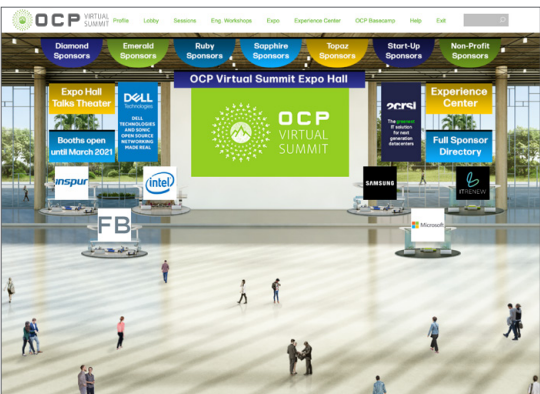 OCP VIRTUAL SUMMIT
Profile Lobby Sessions Eng. Workshops Expo Experience Center OCP Basecamp Help Exit
Diamond Sponsors
Emerald Sponsors
Ruby Sponsors
Sapphire Sponsors
Topaz Sponsors
Start-Up Sponsors
Non-Profit Sponsors
OCP Virtual Summit Expo Hall
Expo Hall
Talks Theater
Booths open
until March 2021
DELL
Technologies
DELL
TECHNOLOGIES
AND SONIC
OPEN SOURCE
NETWORKING
MADE REAL
OCP
VIRTUAL
SUMMIT
2crsi
The greenest
IT solution
for next
generation
datacenters
Experience
Center
Full Sponsor
Directory
inspur
intel
FB
SAMSUNG
ITRENEW
Microsoft